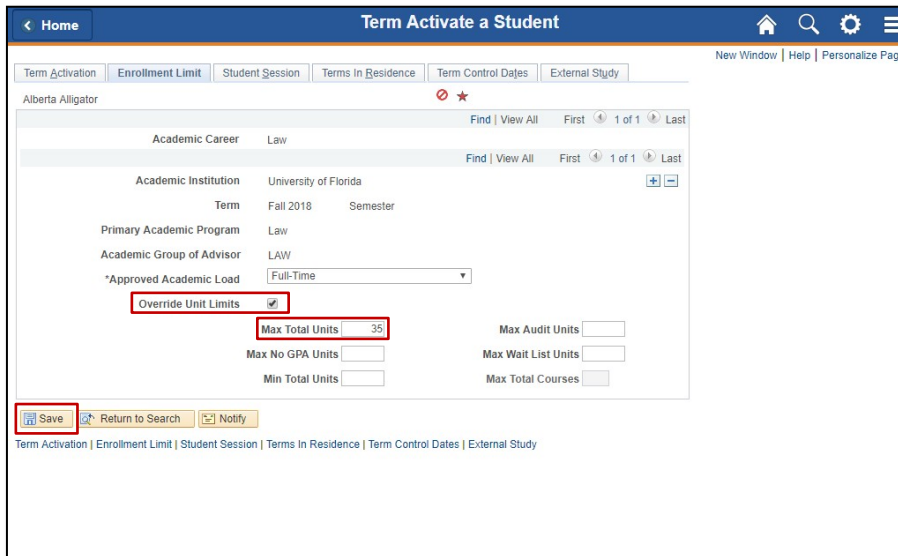 Home
Term Activate a Student
New Window | Help | Personalize Pag
Term Activation
Enrollment Limit
Student Session
Terms In Residence
Term Control Dates
External Study
Alberta Alligator
Find | View All First 1 of 1 Last
Academic Career Law
Find | View All First 1 of 1 Last
Academic Institution University of Florida
Term Fall 2018 Semester
Primary Academic Program Law
Academic Group of Advisor LAW
*Approved Academic Load Full-Time
Override Unit Limits
Max Total Units 35 Max Audit Units
Max No GPA Units Max Wait List Units
Min Total Units Max Total Courses
Save Return to Search Notify
Term Activation | Enrollment Limit | Student Session | Terms In Residence | Term Control Dates | External Study